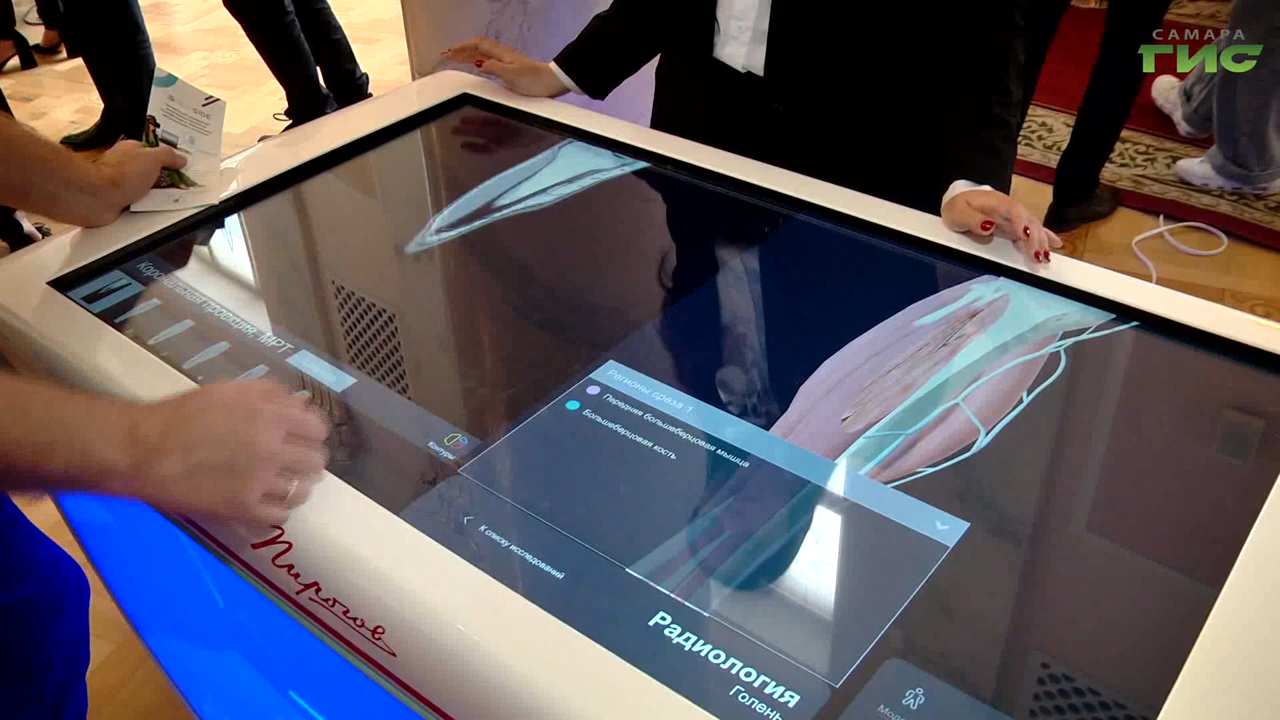 САМАРА
ГИС
SIDE
Корональная проекция, МРТ
Контуры
Регионы среза 1
Передняя большеберцовая мышца
Большеберцовая кость
К списку исследований
Радиология
Голень
Пирогов